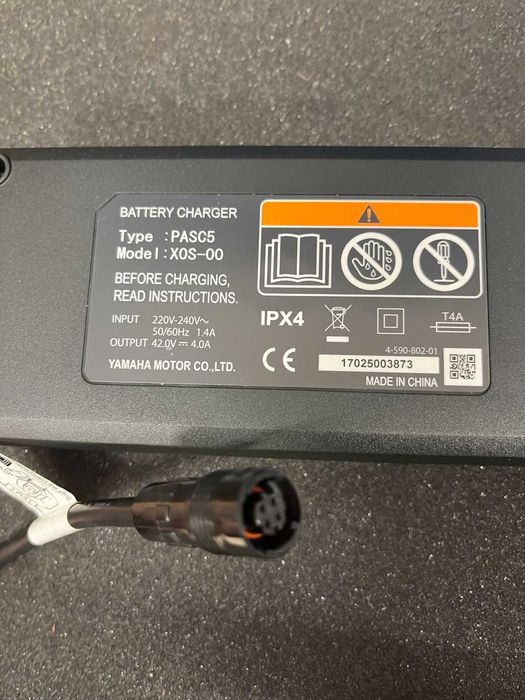 BATTERY CHARGER
Type :PASC5
Model:X0S-00
BEFORE CHARGING,
READ INSTRUCTIONS.
INPUT 220V-240V~
50/60Hz 1.4A
OUTPUT 42.0V⎓4.0A
YAMAHA MOTOR CO.,LTD.
IPX4
T4A
4-590-802-01
CE
17025003873
MADE IN CHINA